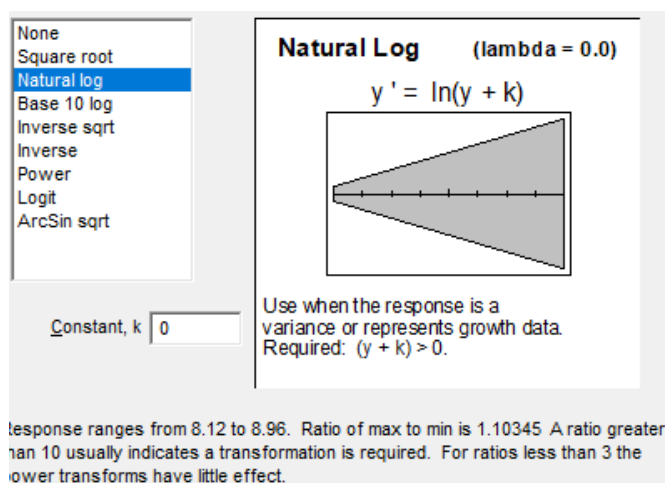 None
Square root
Natural log
Base 10 log
Inverse sqrt
Inverse
Power
Logit
ArcSin sqrt
Constant, k 0
Natural Log (lambda = 0.0)
y ' = ln(y + k)
Use when the response is a
variance or represents growth data.
Required: (y + k) > 0.
Response ranges from 8.12 to 8.96. Ratio of max to min is 1.10345 A ratio greater
than 10 usually indicates a transformation is required. For ratios less than 3 the
power transforms have little effect.